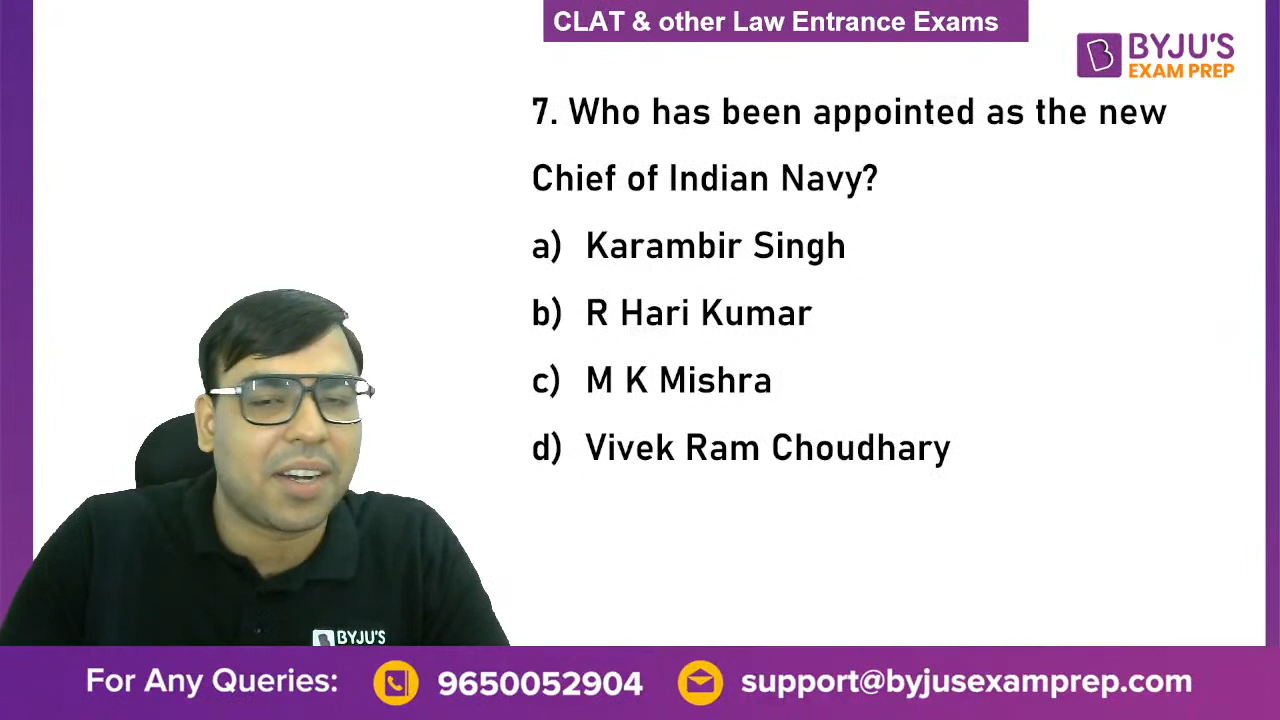 CLAT & other Law Entrance Exams
BYJU'S
EXAM PREP
7. Who has been appointed as the new
Chief of Indian Navy?
a) Karambir Singh
b) R Hari Kumar
c) M K Mishra
d) Vivek Ram Choudhary
BYJU'S
For Any Queries: 9650052904 support@byjusexamprep.com